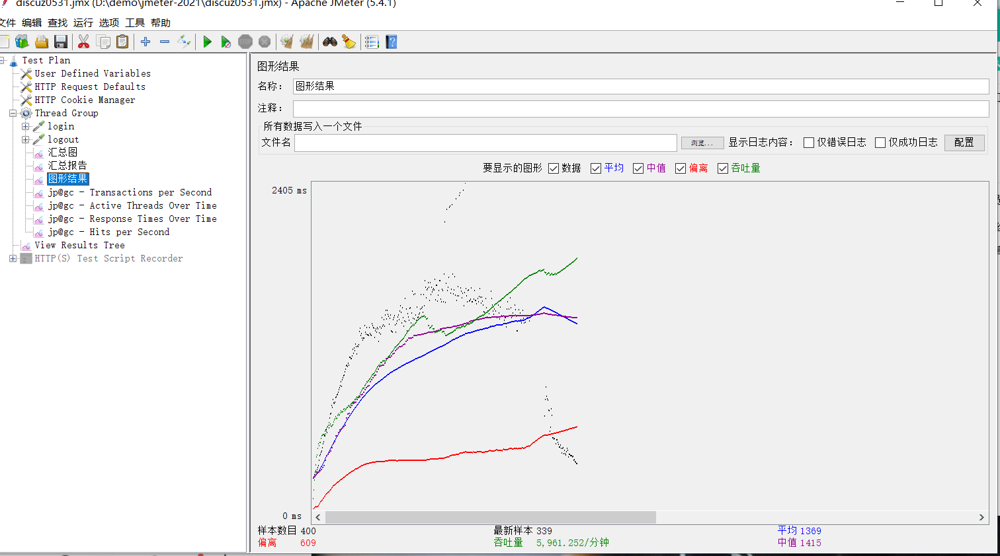 discuz0531.jmx (D:\demo\jmeter-2021\discuz0531.jmx) - Apache JMeter (5.4.1)
文件 编辑 查找 运行 选项 工具 帮助
STOP
Test Plan
User Defined Variables
HTTP Request Defaults
HTTP Cookie Manager
Thread Group
login
logout
汇总图
汇总报告
图形结果
jp@gc - Transactions per Second
jp@gc - Active Threads Over Time
jp@gc - Response Times Over Time
jp@gc - Hits per Second
View Results Tree
HTTP(S) Test Script Recorder
图形结果
名称： 图形结果
注释：
所有数据写入一个文件
文件名 浏览... 显示日志内容： 仅错误日志 仅成功日志 配置
要显示的图形 数据 平均 中值 偏离 吞吐量
2405 ms
0 ms
样本数目 400 最新样本 339 平均 1369
偏离 609 吞吐量 5,961.252/分钟 中值 1415